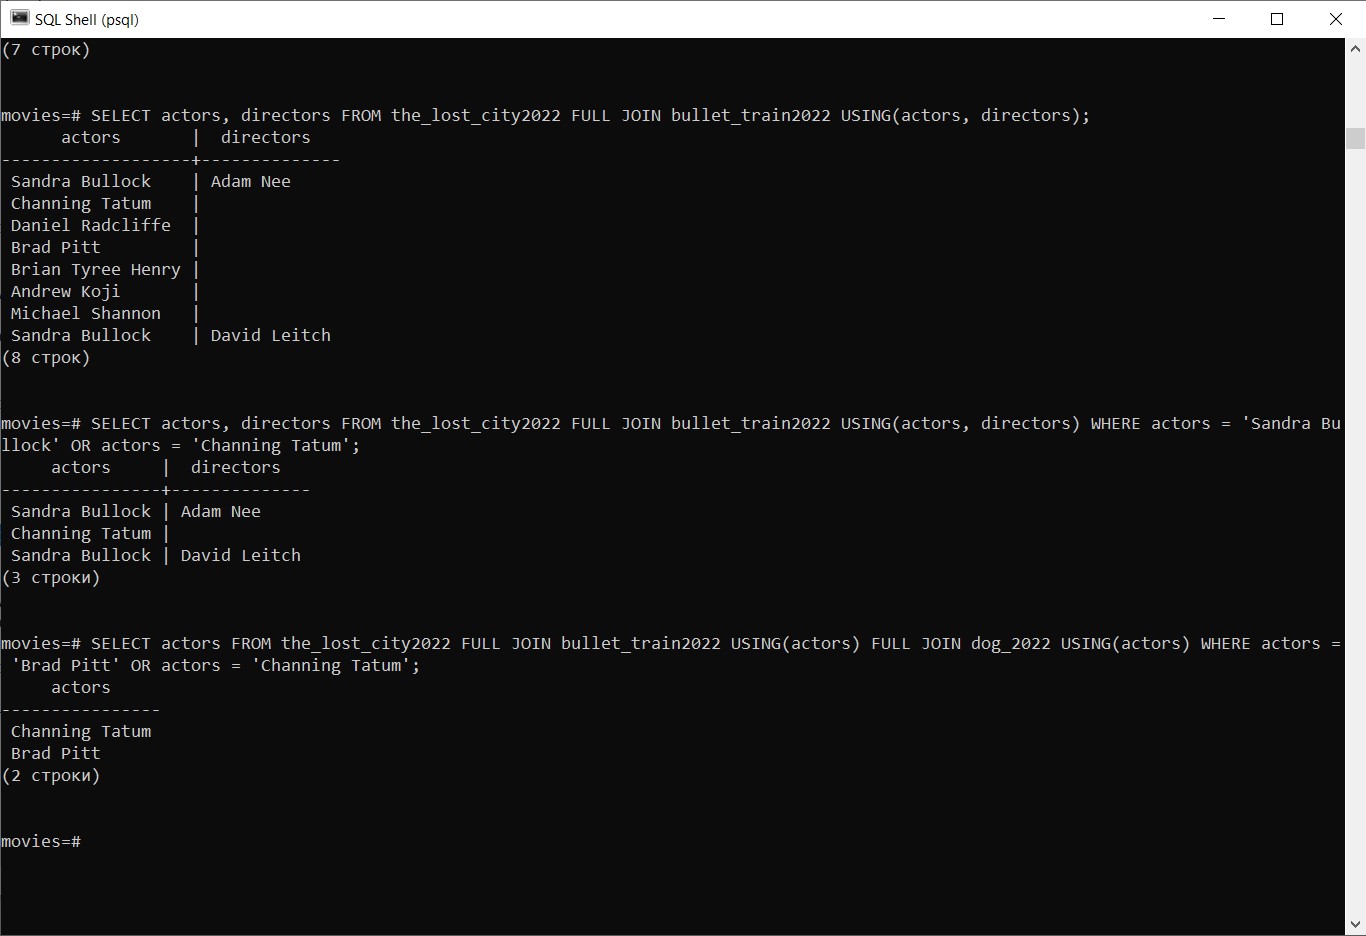 SQL Shell (psql)
(7 строк)
movies=# SELECT actors, directors FROM the_lost_city2022 FULL JOIN bullet_train2022 USING(actors, directors);
      actors       |  directors
-------------------+--------------
 Sandra Bullock    | Adam Nee
 Channing Tatum    |
 Daniel Radcliffe  |
 Brad Pitt         |
 Brian Tyree Henry |
 Andrew Koji       |
 Michael Shannon   |
 Sandra Bullock    | David Leitch
(8 строк)
movies=# SELECT actors, directors FROM the_lost_city2022 FULL JOIN bullet_train2022 USING(actors, directors) WHERE actors = 'Sandra Bu
llock' OR actors = 'Channing Tatum';
     actors     |  directors
----------------+--------------
 Sandra Bullock | Adam Nee
 Channing Tatum |
 Sandra Bullock | David Leitch
(3 строки)
movies=# SELECT actors FROM the_lost_city2022 FULL JOIN bullet_train2022 USING(actors) FULL JOIN dog_2022 USING(actors) WHERE actors =
 'Brad Pitt' OR actors = 'Channing Tatum';
     actors
----------------
 Channing Tatum
 Brad Pitt
(2 строки)
movies=#